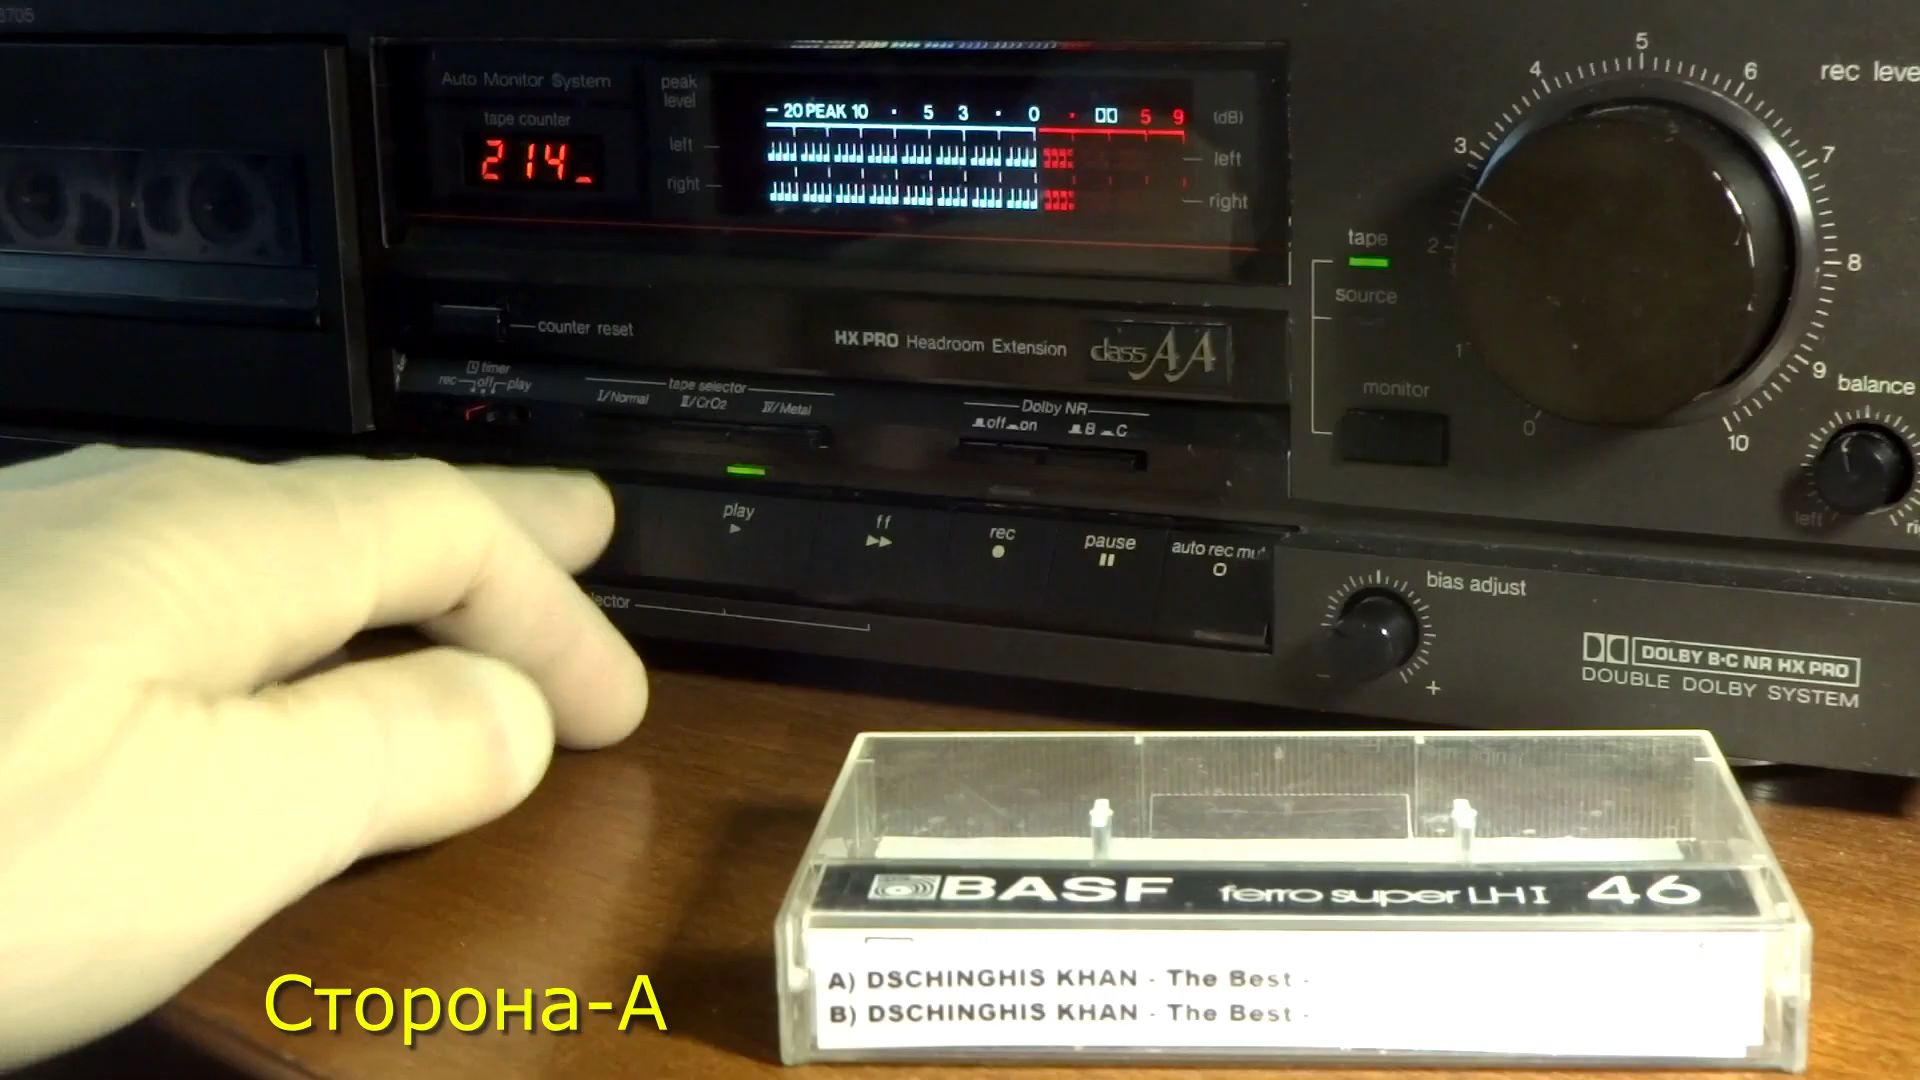 8705
Auto Monitor System
tape counter
214
peak
level
- 20 PEAK 10 · 5 3 · 0 · 5 9 (dB)
left left
right right
counter reset
HX PRO Headroom Extension
class AA
timer
rec off play
tape selector
I/Normal II/CrO2 IV/Metal
Dolby NR
off on B C
play
ff
rec
pause
auto rec mu
lector
tape
source
monitor
rec leve
0 1 2 3 4 5 6 7 8 9 10
balance
left ri
bias adjust
- +
DOLBY B·C NR HX PRO
DOUBLE DOLBY SYSTEM
BASF ferro super LH I 46
A) DSCHINGHIS KHAN - The Best -
B) DSCHINGHIS KHAN - The Best -
Сторона-А